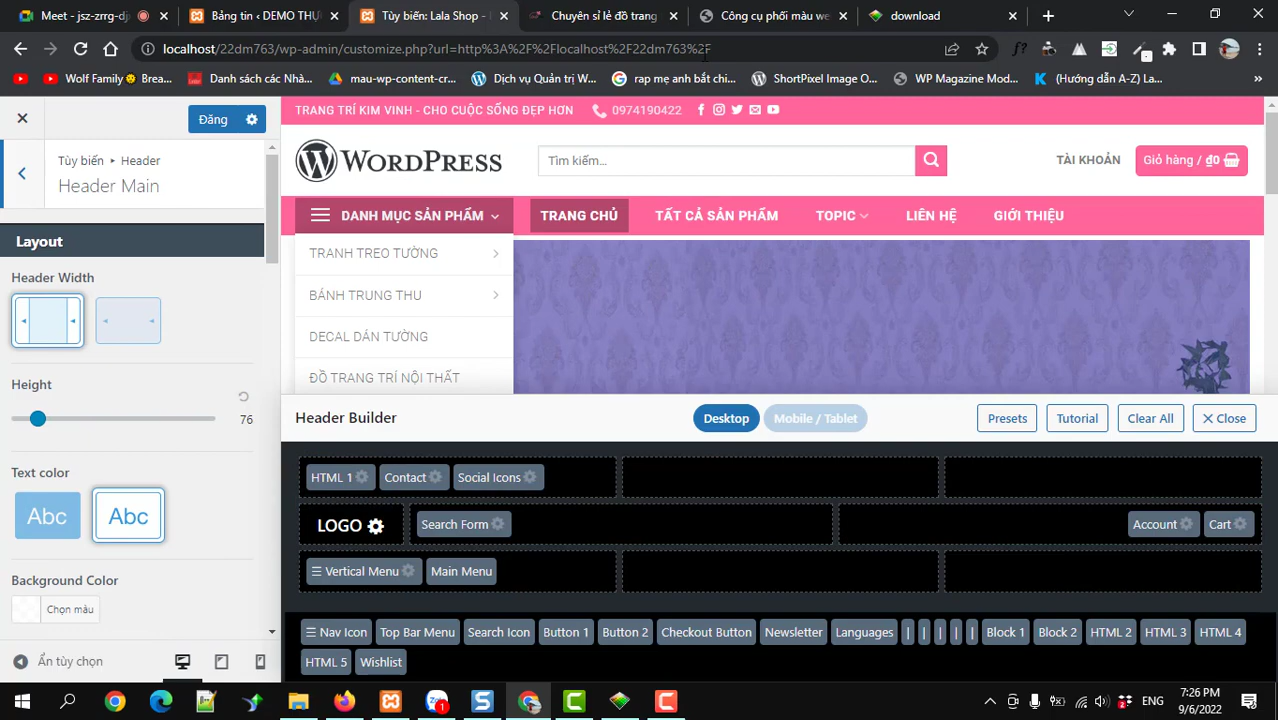 Meet - jsz-zrrg-dj
Bảng tin ‹ DEMO THƯ
Tùy biến: Lala Shop - 
Chuyên sỉ lẻ đồ trang
Công cụ phối màu we
download
localhost/22dm763/wp-admin/customize.php?url=http%3A%2F%2Flocalhost%2F22dm763%2F
Wolf Family🐺 Brea...
Danh sách các Nhà...
mau-wp-content-cr...
Dịch vụ Quản trị W...
rap mẹ anh bắt chi...
ShortPixel Image O...
WP Magazine Mod...
(Hướng dẫn A-Z) La...
»
Đăng
Tùy biến ▸ Header
Header Main
Layout
Header Width
Height
76
Text color
Abc
Abc
Background Color
Chọn màu
Ẩn tùy chọn
TRANG TRÍ KIM VINH - CHO CUỘC SỐNG ĐẸP HƠN
0974190422
WORDPRESS
Tìm kiếm...
TÀI KHOẢN
Giỏ hàng / ₫0
DANH MỤC SẢN PHẨM
TRANG CHỦ
TẤT CẢ SẢN PHẨM
TOPIC
LIÊN HỆ
GIỚI THIỆU
TRANH TREO TƯỜNG
BÁNH TRUNG THU
DECAL DÁN TƯỜNG
ĐỒ TRANG TRÍ NỘI THẤT
Header Builder
Desktop
Mobile / Tablet
Presets
Tutorial
Clear All
✕ Close
HTML 1
Contact
Social Icons
LOGO
Search Form
Account
Cart
☰ Vertical Menu
Main Menu
☰ Nav Icon
Top Bar Menu
Search Icon
Button 1
Button 2
Checkout Button
Newsletter
Languages
|
|
|
|
|
Block 1
Block 2
HTML 2
HTML 3
HTML 4
HTML 5
Wishlist
1
ENG
7:26 PM
9/6/2022